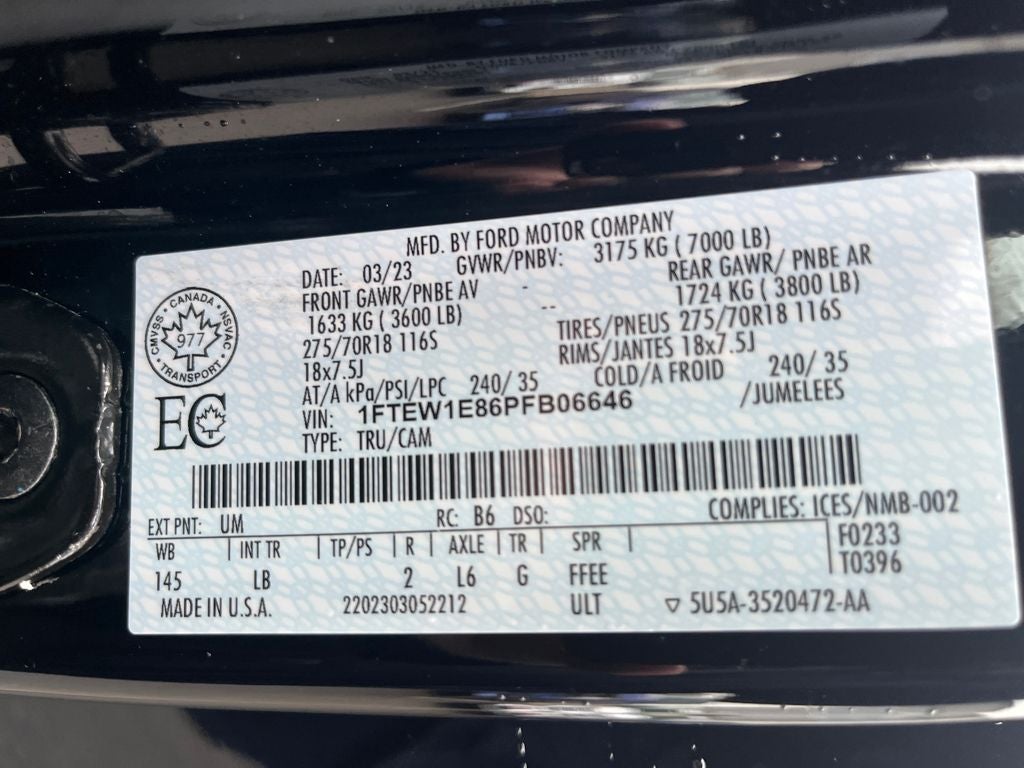 MFD. BY FORD MOTOR COMPANY
DATE: 03/23 GVWR/PNBV: 3175 KG ( 7000 LB)
FRONT GAWR/PNBE AV - REAR GAWR/ PNBE AR
1633 KG ( 3600 LB) -- 1724 KG ( 3800 LB)
275/70R18 116S TIRES/PNEUS 275/70R18 116S
18x7.5J RIMS/JANTES 18x7.5J
AT/A kPa/PSI/LPC 240/ 35 COLD/A FROID 240/ 35
VIN: 1FTEW1E86PFB06646 /JUMELEES
TYPE: TRU/CAM
CANADA
CMVSS NSVAC
977
TRANSPORT
EC
EXT PNT: UM RC: B6 DSO: COMPLIES: ICES/NMB-002
WB | INT TR | TP/PS | R | AXLE | TR | SPR | F0233
T0396
145 LB 2 L6 G FFEE
MADE IN U.S.A. 2202303052212 ULT ▽ 5U5A-3520472-AA